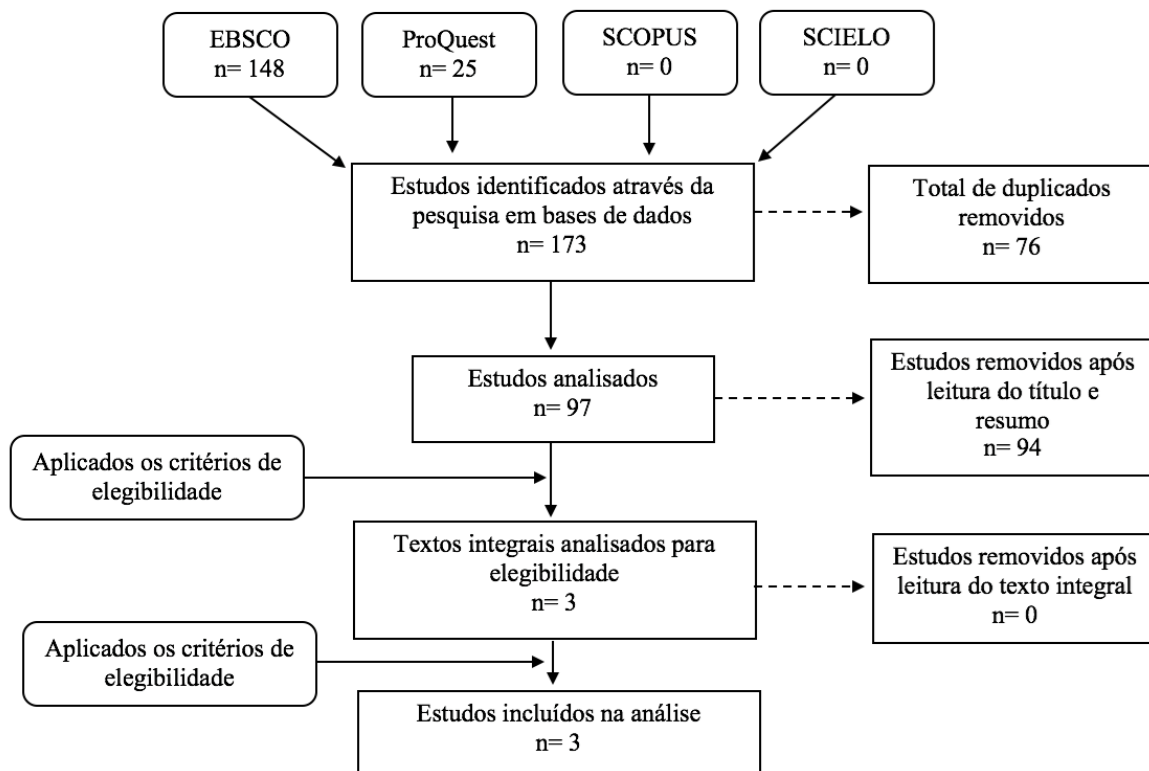 EBSCO
n= 148
ProQuest
n= 25
SCOPUS
n= 0
SCIELO
n= 0
Estudos identificados através da
pesquisa em bases de dados
n= 173
Total de duplicados
removidos
n= 76
Estudos analisados
n= 97
Estudos removidos após
leitura do título e
resumo
n= 94
Aplicados os critérios de
elegibilidade
Textos integrais analisados para
elegibilidade
n= 3
Estudos removidos após
leitura do texto integral
n= 0
Aplicados os critérios de
elegibilidade
Estudos incluídos na análise
n= 3